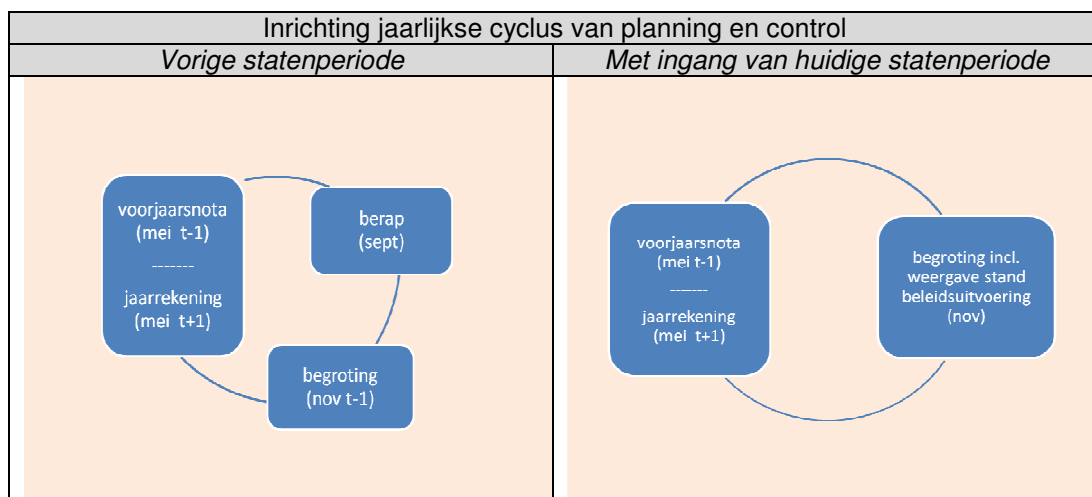 Inrichting jaarlijkse cyclus van planning en control
Vorige statenperiode
Met ingang van huidige statenperiode
voorjaarsnota
(mei t-1)
-------
jaarrekening
(mei t+1)
berap
(sept)
begroting
(nov t-1)
voorjaarsnota
(mei t-1)
-------
jaarrekening
(mei t+1)
begroting incl.
weergave stand
beleidsuitvoering
(nov)